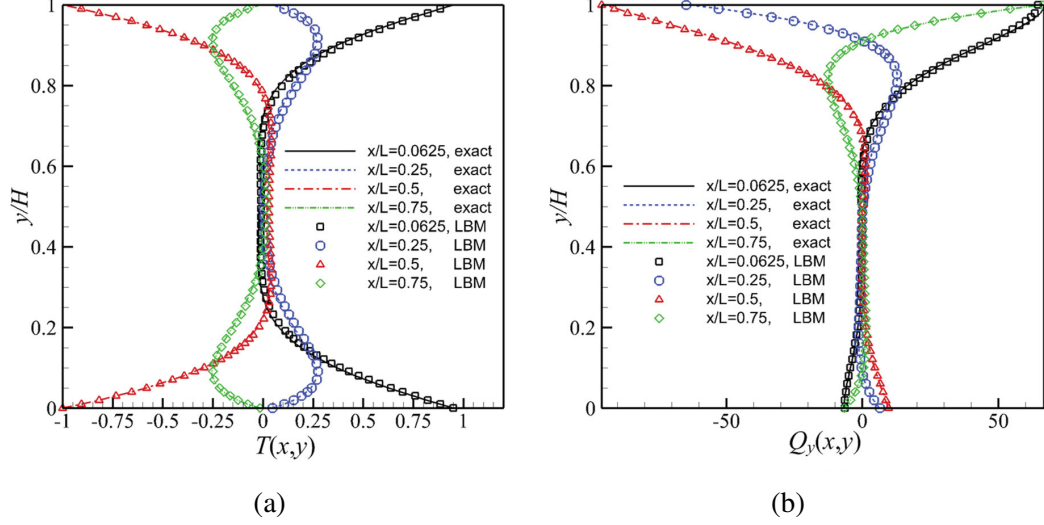 1
0.8
0.6
0.4
0.2
0
y/H
x/L=0.0625, exact
x/L=0.25, exact
x/L=0.5, exact
x/L=0.75, exact
x/L=0.0625, LBM
x/L=0.25, LBM
x/L=0.5, LBM
x/L=0.75, LBM
-1 -0.75 -0.5 -0.25 0 0.25 0.5 0.75 1
T(x,y)
(a)
1
0.8
0.6
0.4
0.2
0
y/H
x/L=0.0625, exact
x/L=0.25, exact
x/L=0.5, exact
x/L=0.75, exact
x/L=0.0625, LBM
x/L=0.25, LBM
x/L=0.5, LBM
x/L=0.75, LBM
-50 0 50
Qy(x,y)
(b)